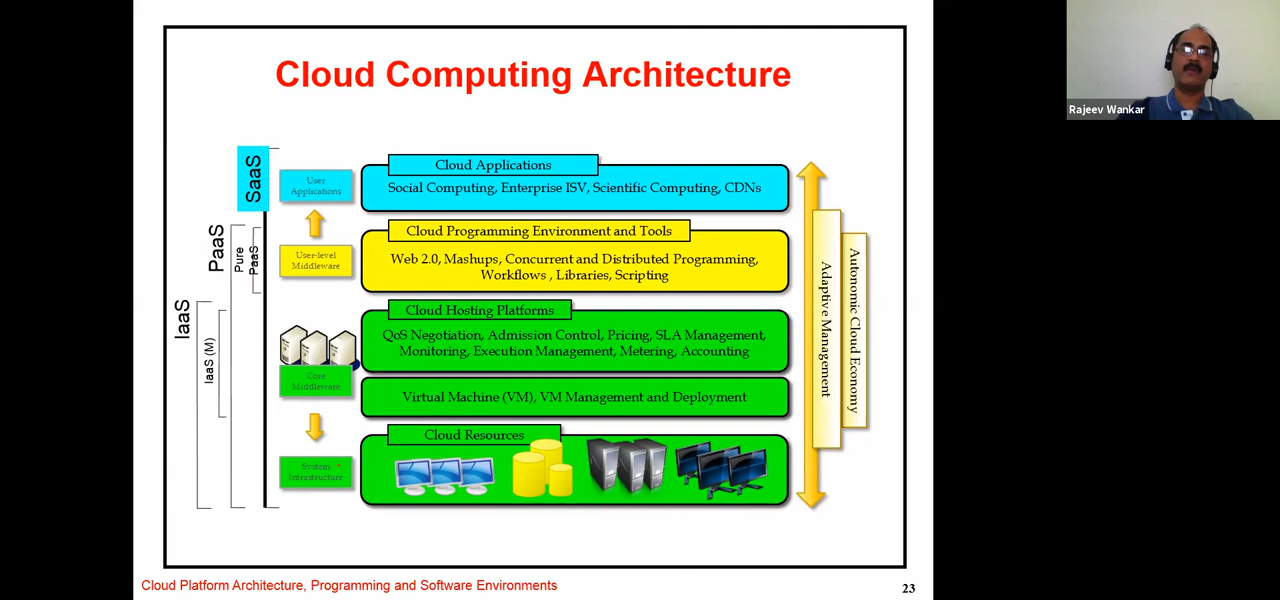 Cloud Computing Architecture
Rajeev Wankar
SaaS
User
Applications
Cloud Applications
Social Computing, Enterprise ISV, Scientific Computing, CDNs
PaaS
Pure
PaaS
User-level
Middleware
Cloud Programming Environment and Tools
Web 2.0, Mashups, Concurrent and Distributed Programming,
Workflows , Libraries, Scripting
IaaS
IaaS (M)
Core
Middleware
Cloud Hosting Platforms
QoS Negotiation, Admission Control, Pricing, SLA Management,
Monitoring, Execution Management, Metering, Accounting
Virtual Machine (VM), VM Management and Deployment
System
Infrastructure
Cloud Resources
Adaptive Management
Autonomic Cloud Economy
Cloud Platform Architecture, Programming and Software Environments
23